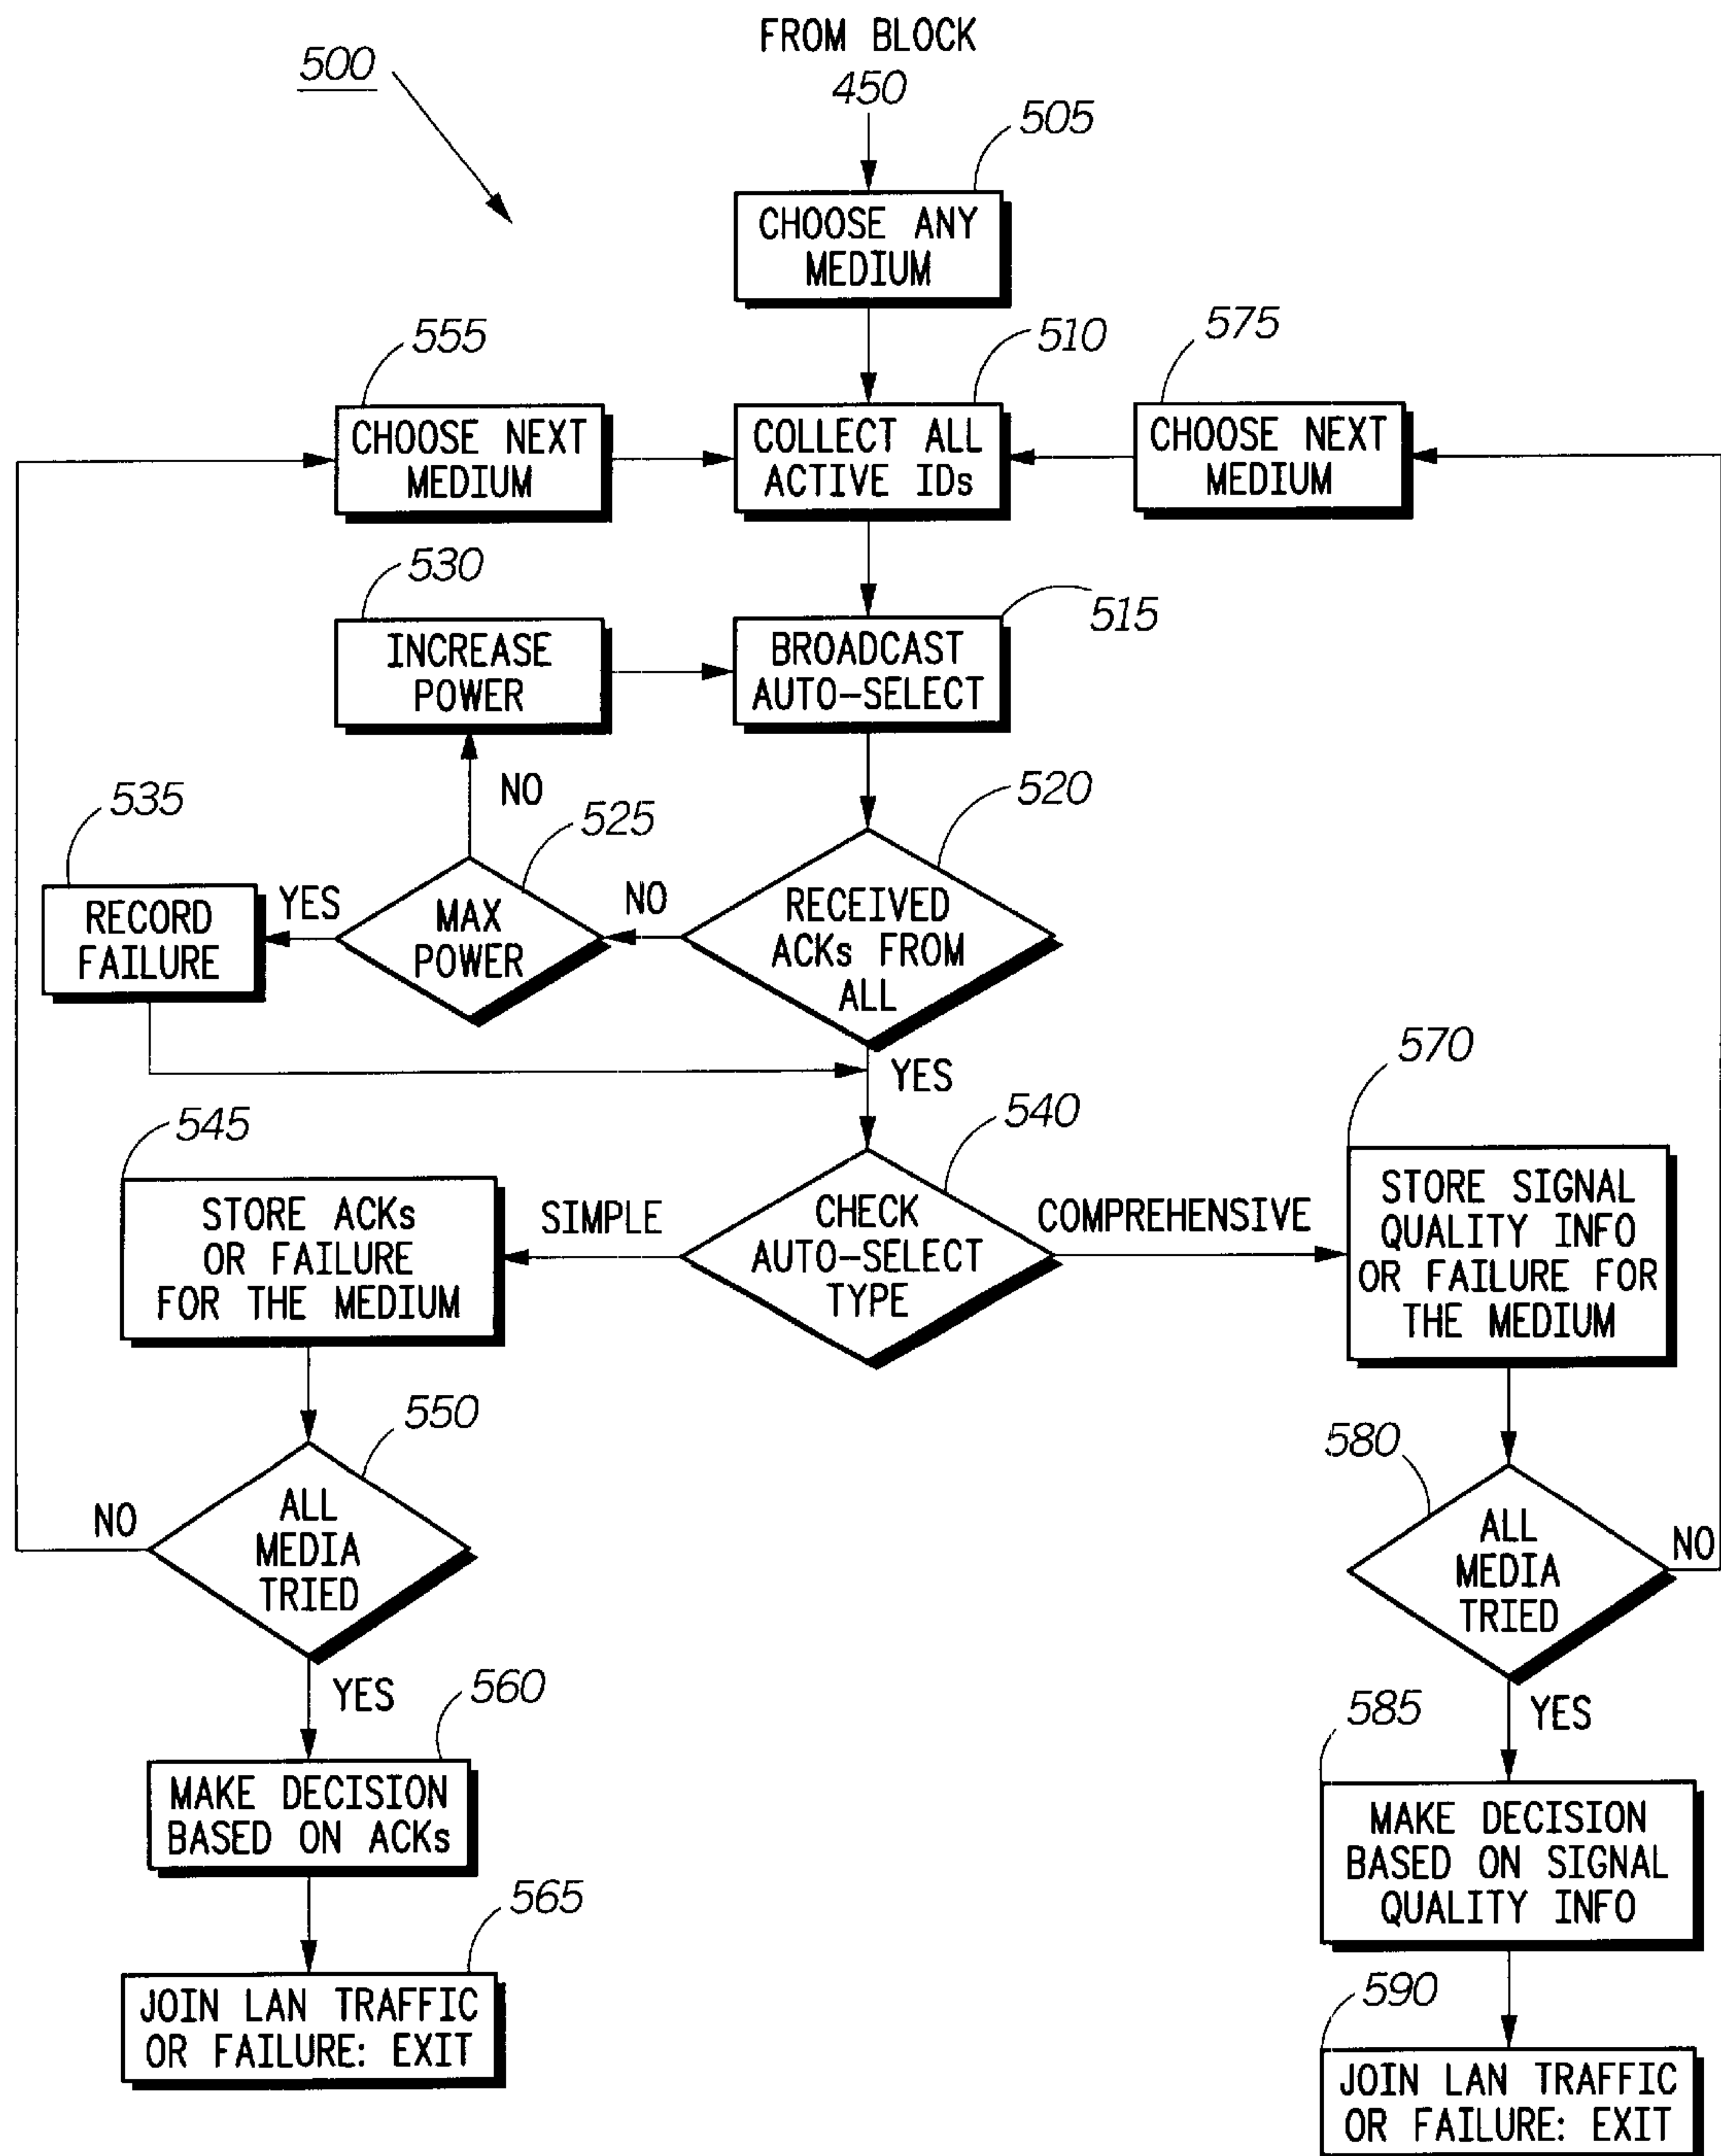 FROM BLOCK
450
500
505
CHOOSE ANY
MEDIUM
555
CHOOSE NEXT
MEDIUM
510
COLLECT ALL
ACTIVE IDs
575
CHOOSE NEXT
MEDIUM
530
INCREASE
POWER
515
BROADCAST
AUTO-SELECT
NO
535
RECORD
FAILURE
YES
525
MAX
POWER
NO
520
RECEIVED
ACKs FROM
ALL
YES
545
STORE ACKs
OR FAILURE
FOR THE MEDIUM
SIMPLE
540
CHECK
AUTO-SELECT
TYPE
COMPREHENSIVE
570
STORE SIGNAL
QUALITY INFO
OR FAILURE FOR
THE MEDIUM
550
ALL
MEDIA
TRIED
NO
YES
580
ALL
MEDIA
TRIED
NO
YES
560
MAKE DECISION
BASED ON ACKs
585
MAKE DECISION
BASED ON SIGNAL
QUALITY INFO
565
JOIN LAN TRAFFIC
OR FAILURE: EXIT
590
JOIN LAN TRAFFIC
OR FAILURE: EXIT